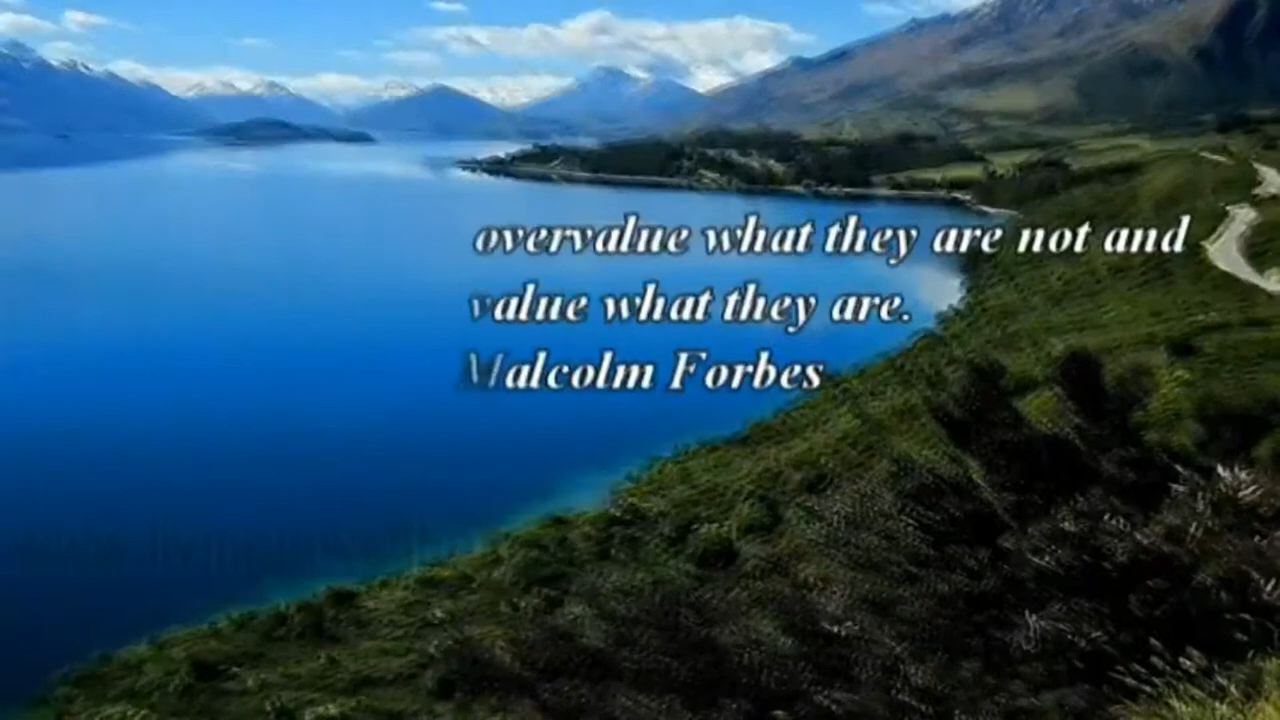 overvalue what they are not and
value what they are.
Malcolm Forbes